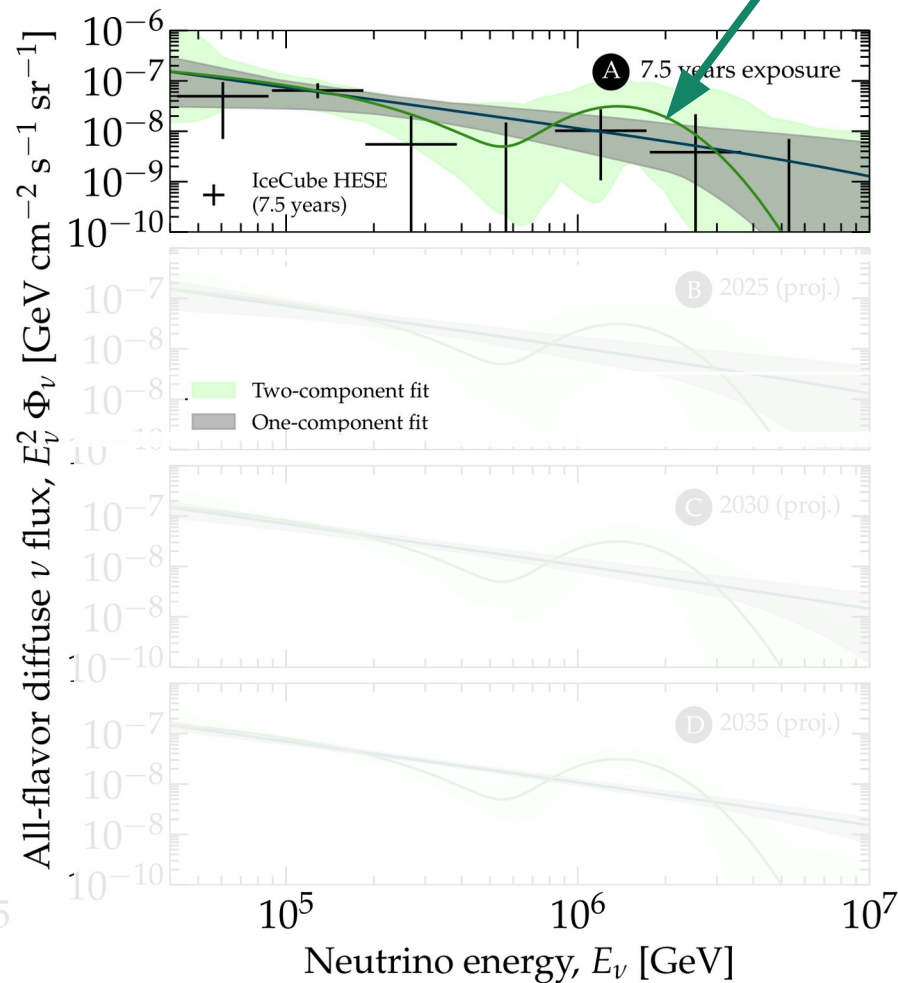 All-flavor diffuse ν flux, E_ν^2 Φ_ν [GeV cm^−2 s^−1 sr^−1]
10^−6
10^−7
10^−8
10^−9
10^−10
A 7.5 years exposure
IceCube HESE
(7.5 years)
10^−7
10^−8
10^−8
B 2025 (proj.)
Two-component fit
One-component fit
10^−7
10^−8
10^−8
10^−10
C 2030 (proj.)
10^−7
10^−8
10^−8
10^−10
D 2035 (proj.)
5
10^5
10^6
10^7
Neutrino energy, E_ν [GeV]